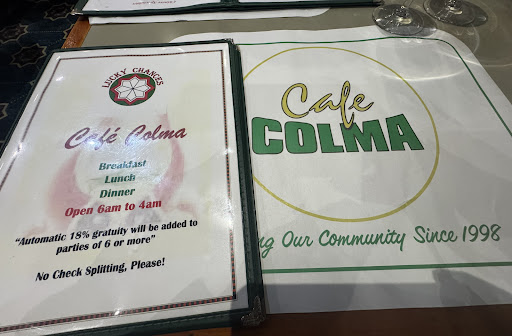 LUCKY CHANCES
Café Colma
Breakfast
Lunch
Dinner
Open 6am to 4am
"Automatic 18% gratuity will be added to
parties of 6 or more"
No Check Splitting, Please!
Cafe
COLMA
Our Community Since 1998